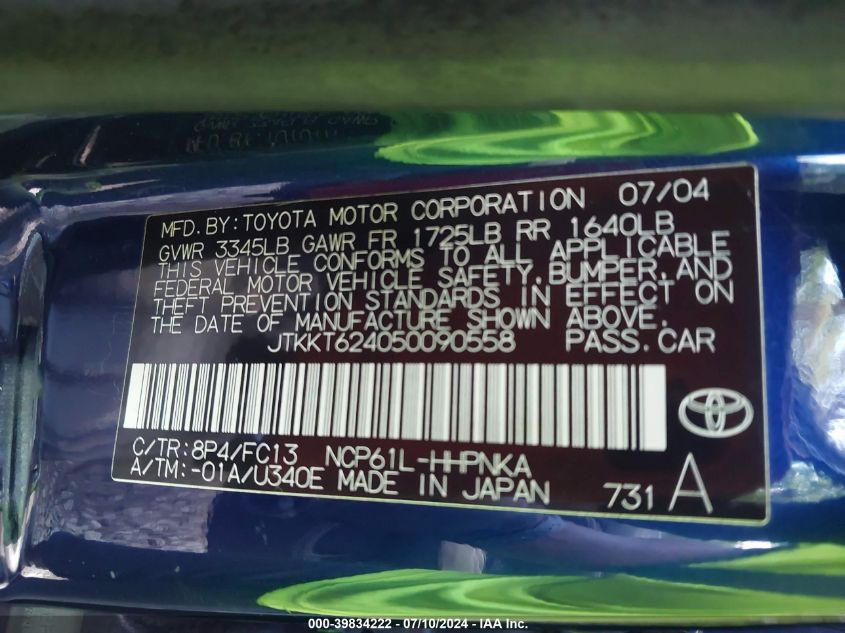 MFD. BY: TOYOTA MOTOR CORPORATION 07/04
GVWR 3345LB GAWR FR 1725LB RR 1640LB
THIS VEHICLE CONFORMS TO ALL APPLICABLE
FEDERAL MOTOR VEHICLE SAFETY, BUMPER, AND
THEFT PREVENTION STANDARDS IN EFFECT ON
THE DATE OF MANUFACTURE SHOWN ABOVE.
JTKKT624050090558 PASS. CAR
C/TR: 8P4/FC13 NCP61L-HHPNKA
A/TM: -01A/U340E MADE IN JAPAN 731 A
000-39834222 - 07/10/2024 - IAA Inc.